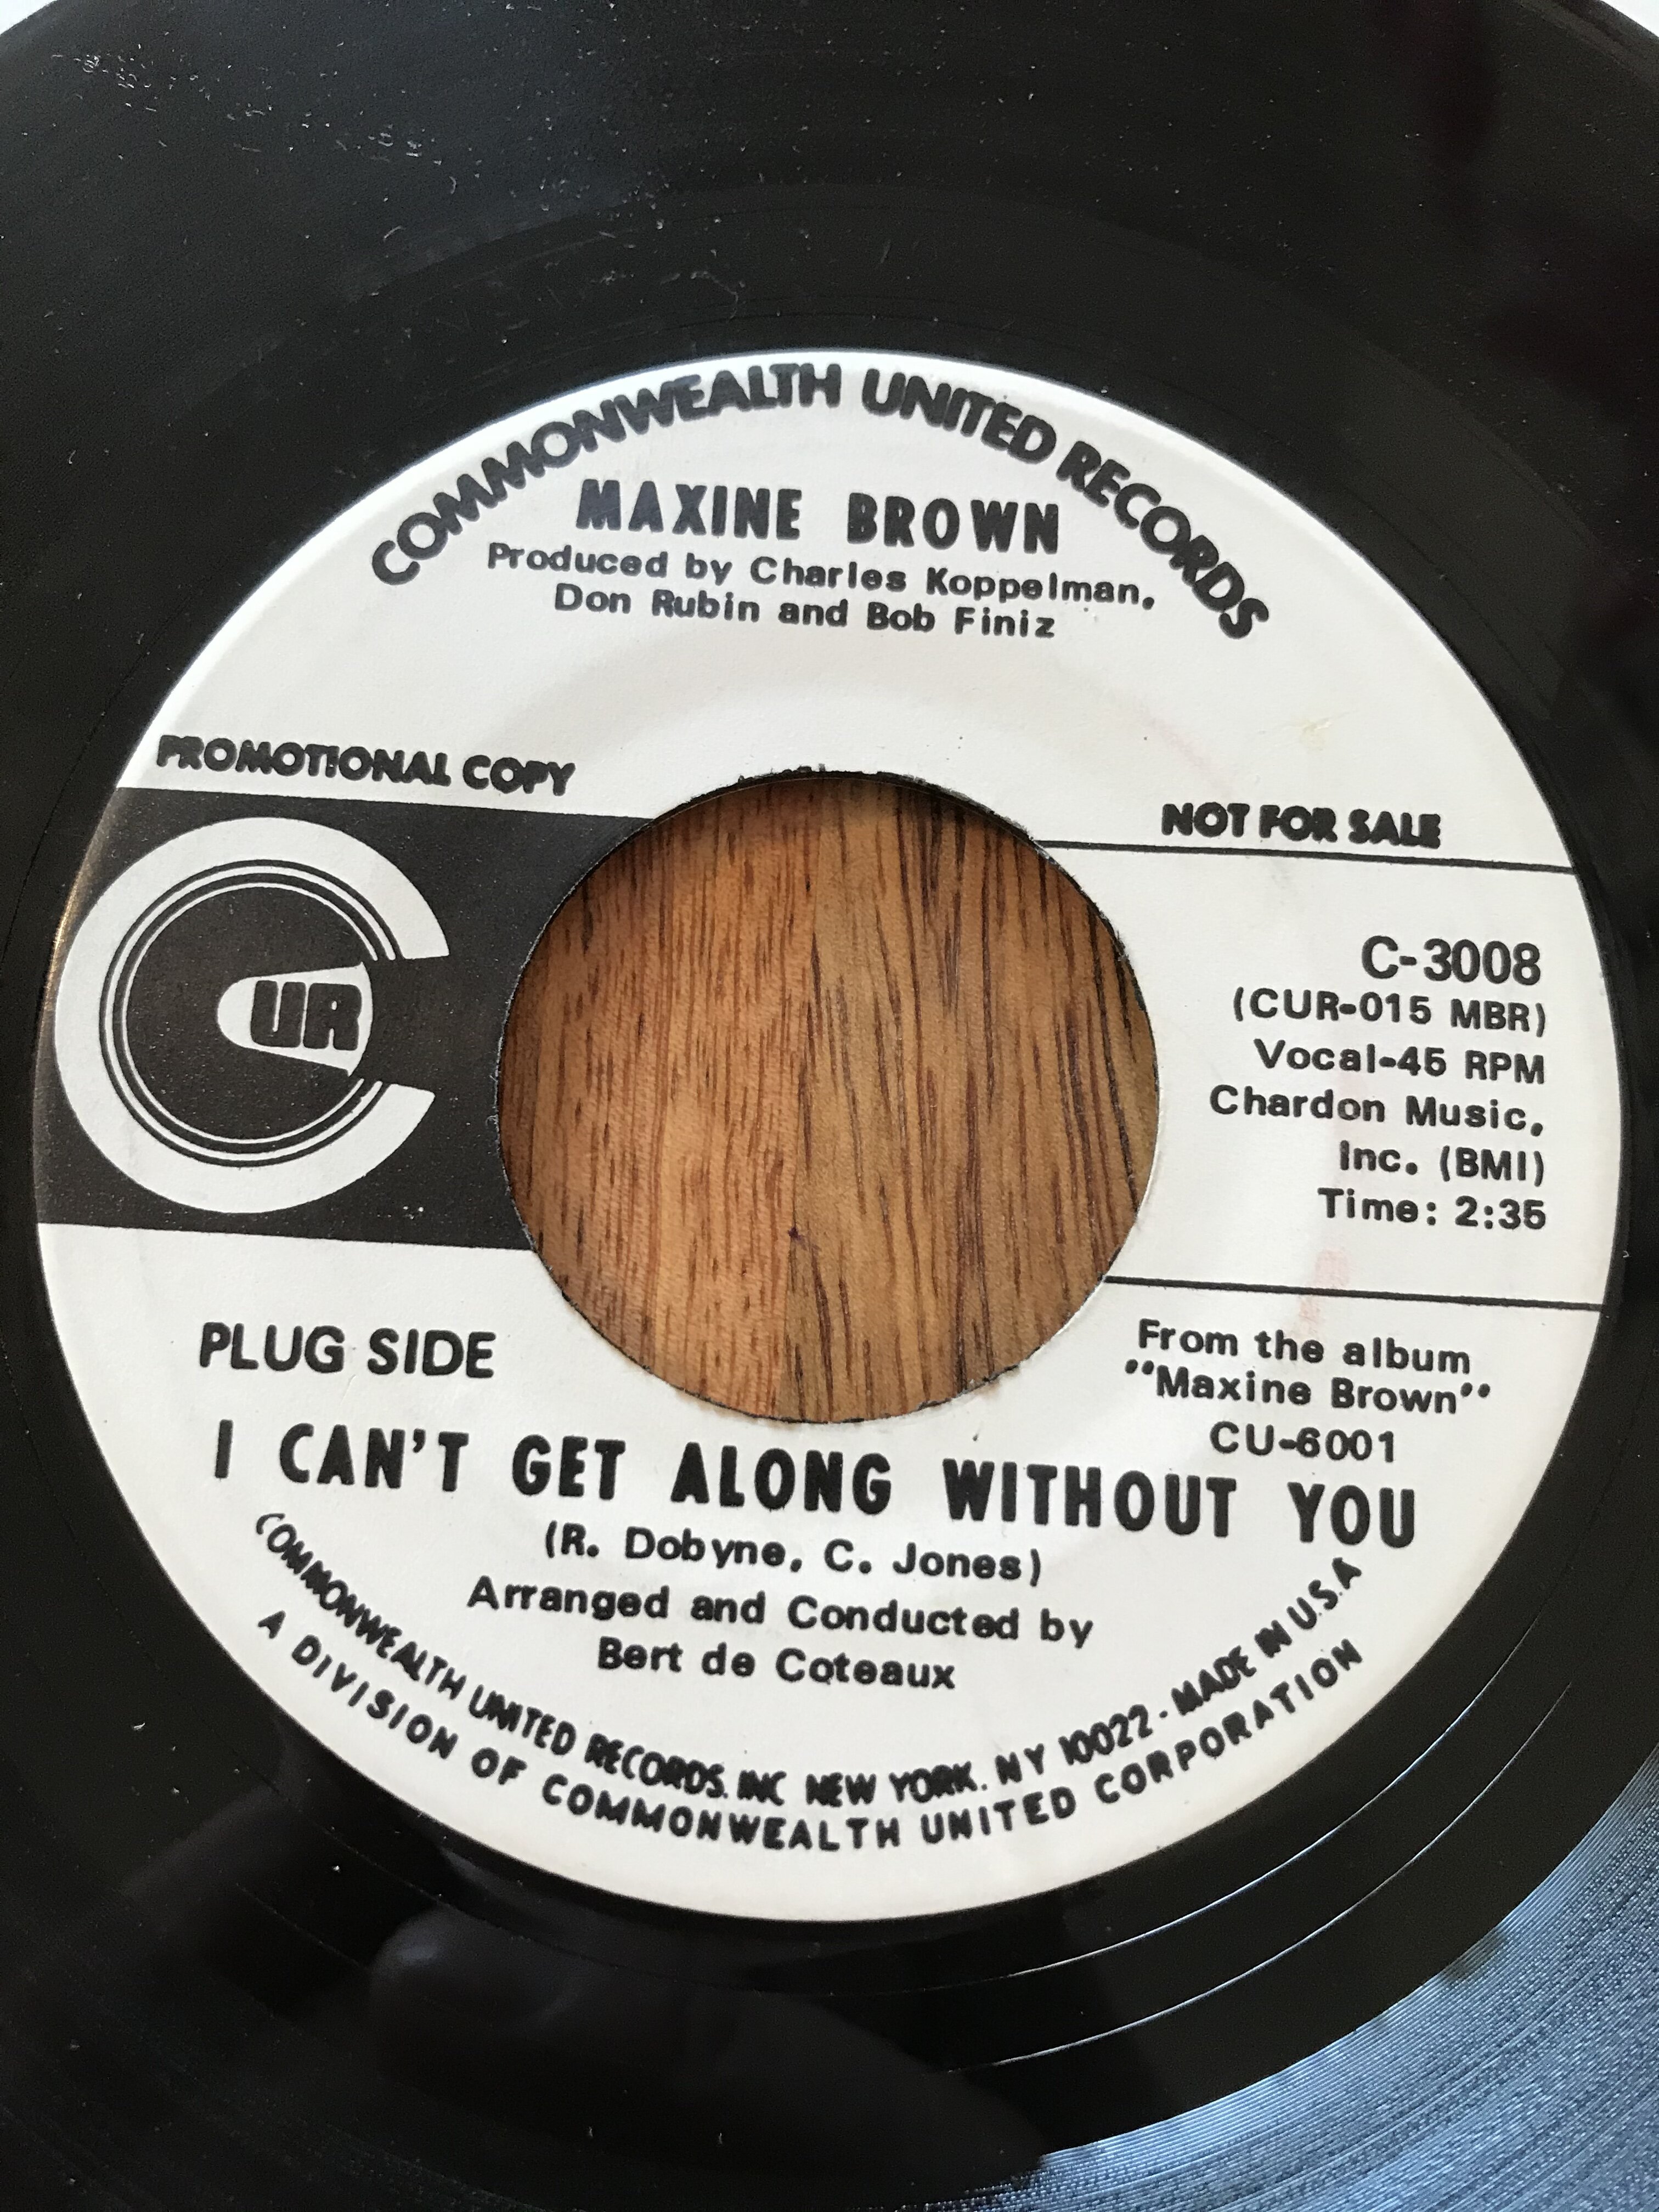 COMMONWEALTH UNITED RECORDS
MAXINE BROWN
Produced by Charles Koppelman,
Don Rubin and Bob Finiz
PROMOTIONAL COPY
NOT FOR SALE
CUR
C-3008
(CUR-015 MBR)
Vocal-45 RPM
Chardon Music,
Inc. (BMI)
Time: 2:35
PLUG SIDE
From the album
"Maxine Brown"
CU-6001
I CAN'T GET ALONG WITHOUT YOU
(R. Dobyne, C. Jones)
Arranged and Conducted by
Bert de Coteaux
COMMONWEALTH UNITED RECORDS. INC NEW YORK. NY 10022 - MADE IN U.S.A
A DIVISION OF COMMONWEALTH UNITED CORPORATION